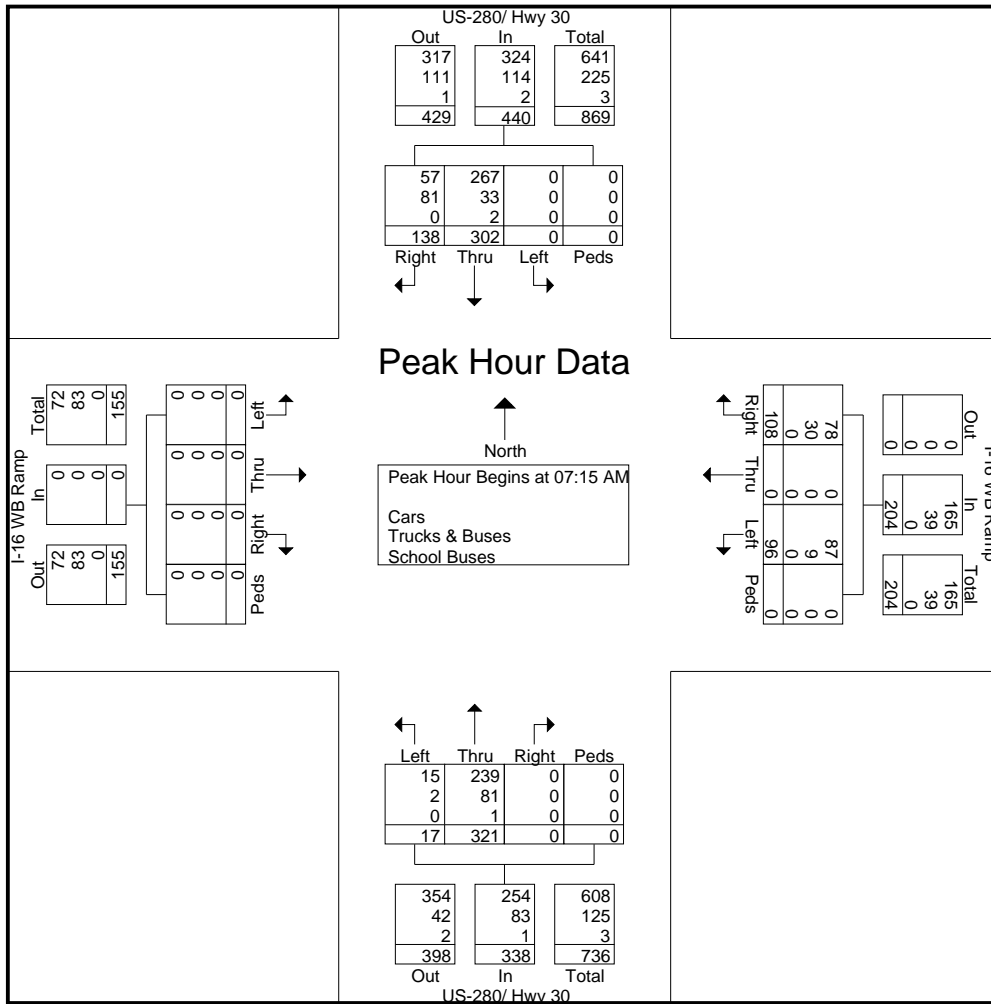 US-280/ Hwy 30
Out In Total
317 324 641
111 114 225
1 2 3
429 440 869
57 267 0 0
81 33 0 0
0 2 0 0
138 302 0 0
Right Thru Left Peds
Peak Hour Data
North
Peak Hour Begins at 07:15 AM
Cars
Trucks & Buses
School Buses
I-16 WB Ramp
Out In Total
72 0 72
83 0 83
0 0 0
155 0 155
0 0 0 0
0 0 0 0
0 0 0 0
0 0 0 0
Peds Right Thru Left
I-16 WB Ramp
Out In Total
0 165 165
0 39 39
0 0 0
0 204 204
78 0 87 0
30 0 9 0
0 0 0 0
108 0 96 0
Right Thru Left Peds
Left Thru Right Peds
15 239 0 0
2 81 0 0
0 1 0 0
17 321 0 0
354 254 608
42 83 125
2 1 3
398 338 736
Out In Total
US-280/ Hwy 30